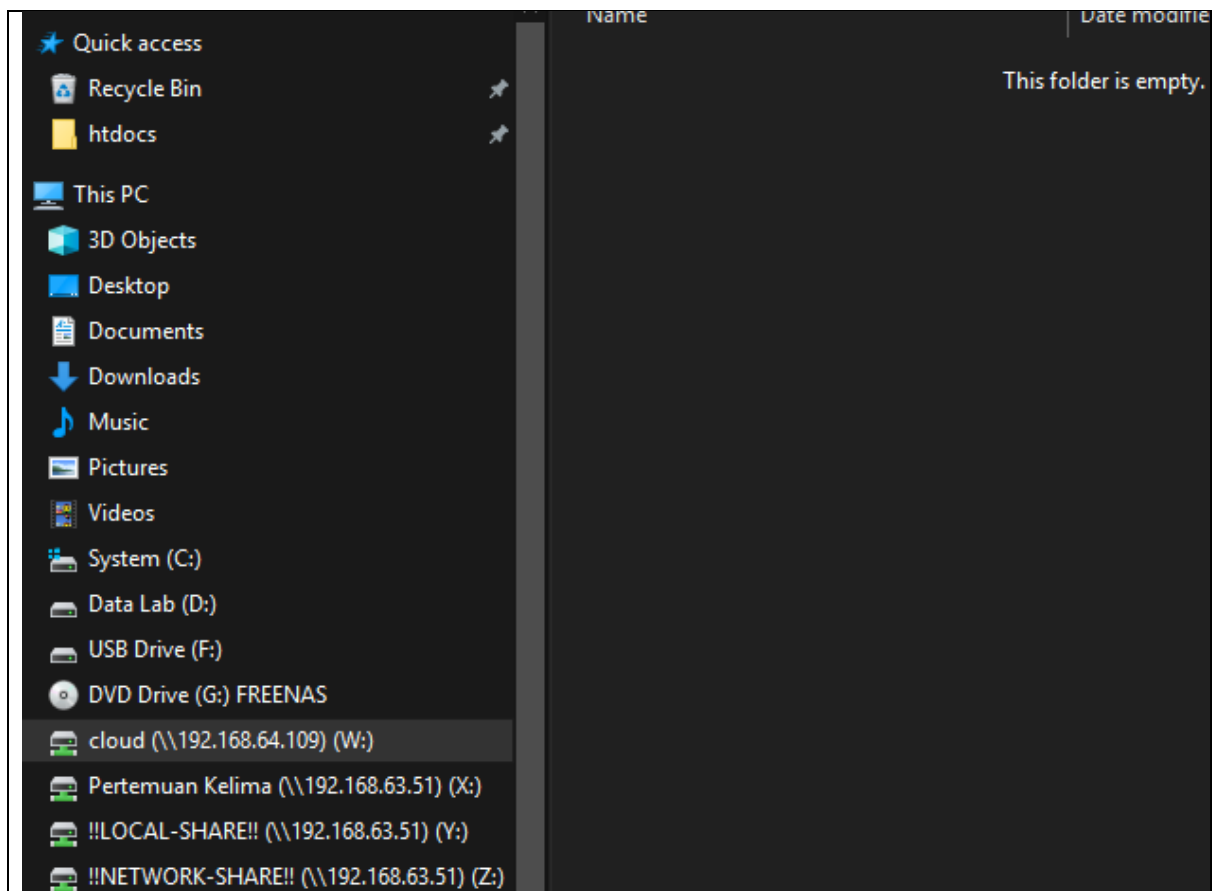 Name
Date modifie
This folder is empty.
Quick access
Recycle Bin
htdocs
This PC
3D Objects
Desktop
Documents
Downloads
Music
Pictures
Videos
System (C:)
Data Lab (D:)
USB Drive (F:)
DVD Drive (G:) FREENAS
cloud (\\192.168.64.109) (W:)
Pertemuan Kelima (\\192.168.63.51) (X:)
!!LOCAL-SHARE!! (\\192.168.63.51) (Y:)
!!NETWORK-SHARE!! (\\192.168.63.51) (Z:)